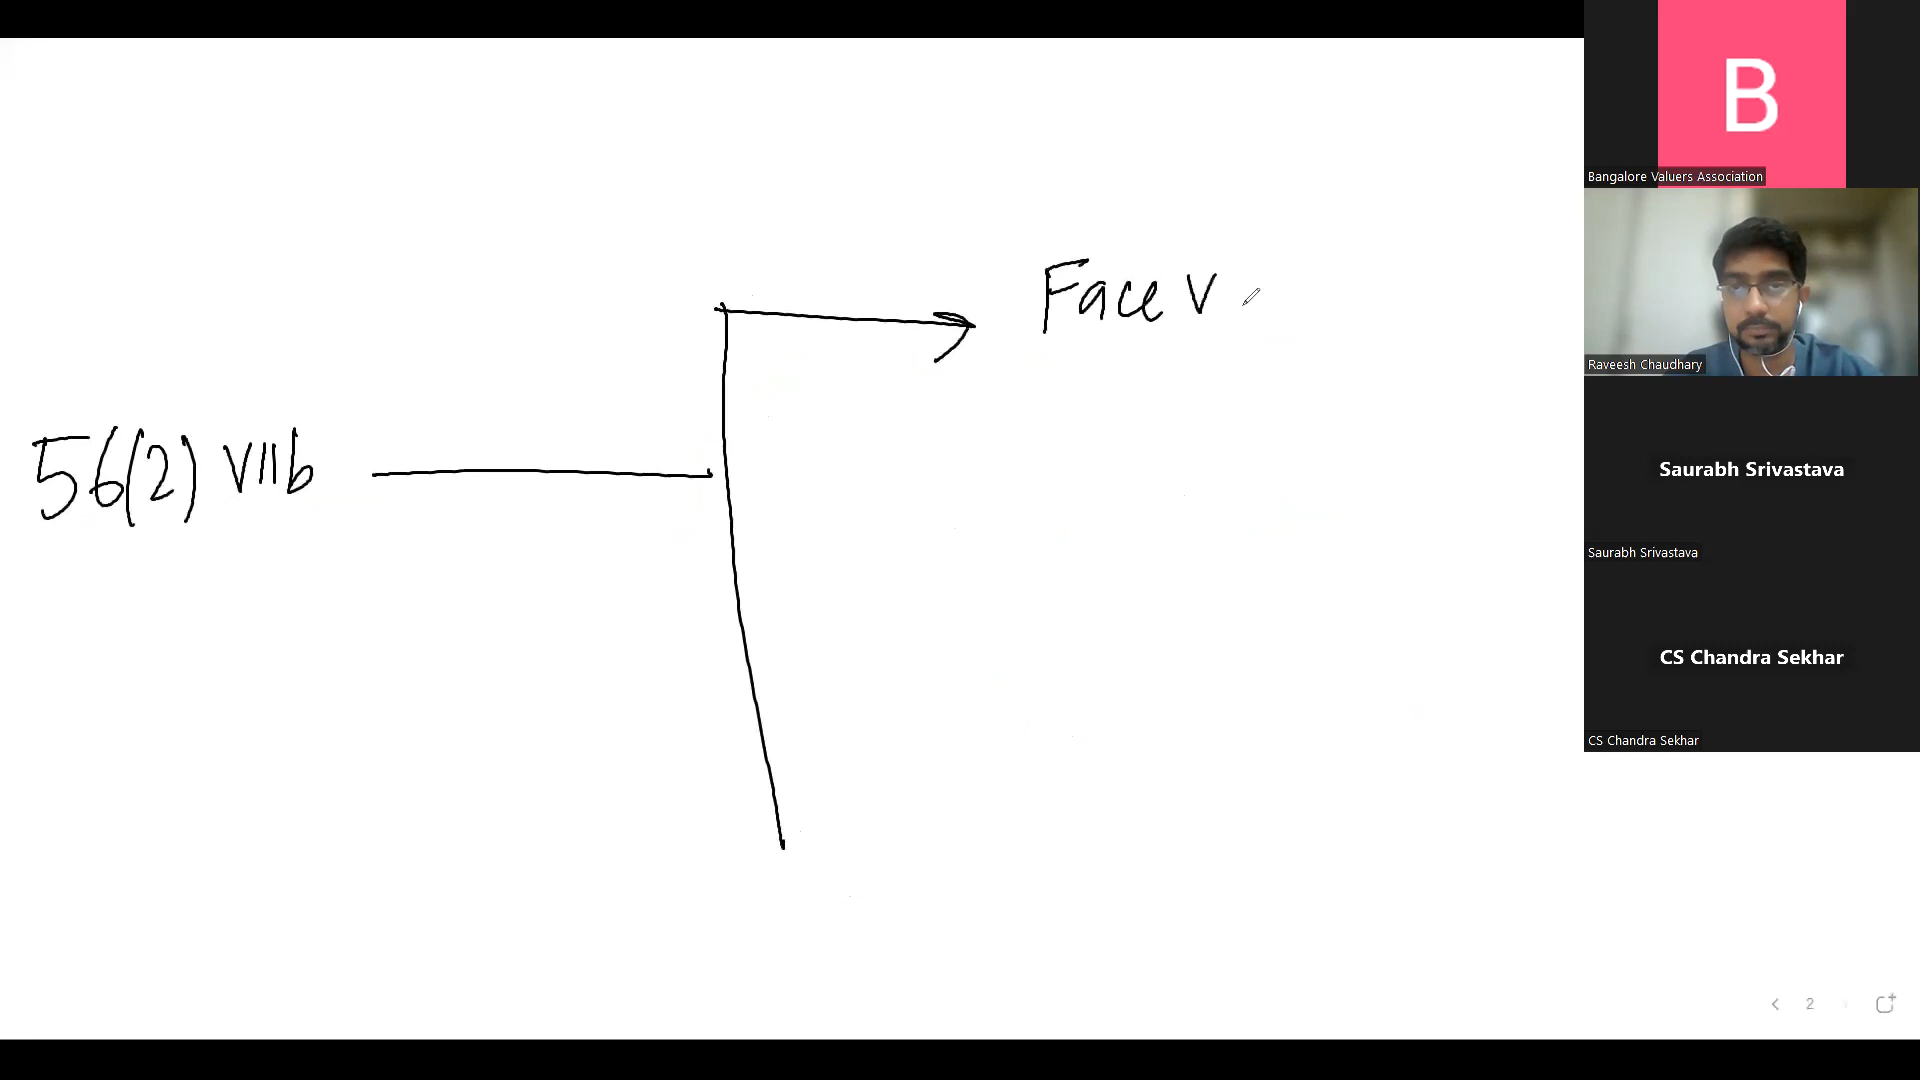 Face V
56(2) VIIb
B
Bangalore Valuers Association
Raveesh Chaudhary
Saurabh Srivastava
Saurabh Srivastava
CS Chandra Sekhar
CS Chandra Sekhar
2